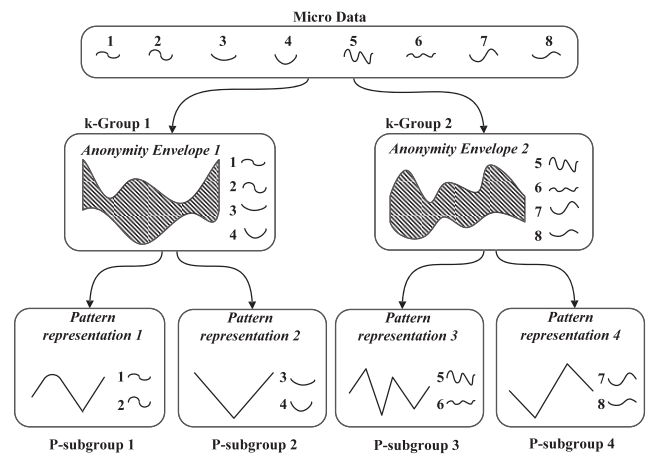 Micro Data
1 2 3 4 5 6 7 8
k-Group 1
k-Group 2
Anonymity Envelope 1
1
2
3
4
Anonymity Envelope 2
5
6
7
8
Pattern
representation 1
1
2
Pattern
representation 2
3
4
Pattern
representation 3
5
6
Pattern
representation 4
7
8
P-subgroup 1
P-subgroup 2
P-subgroup 3
P-subgroup 4